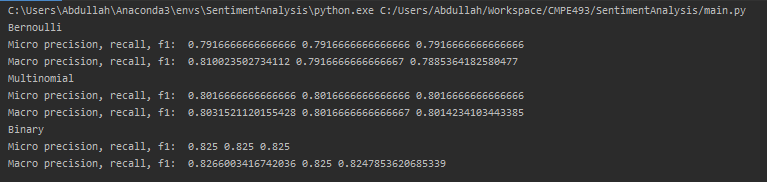 C:\Users\Abdullah\Anaconda3\envs\SentimentAnalysis\python.exe C:/Users/Abdullah/Workspace/CMPE493/SentimentAnalysis/main.py
Bernoulli
Micro precision, recall, f1:  0.7916666666666666 0.7916666666666666 0.7916666666666666
Macro precision, recall, f1:  0.810023502734112 0.7916666666666667 0.7885364182580477
Multinomial
Micro precision, recall, f1:  0.8016666666666666 0.8016666666666666 0.8016666666666666
Macro precision, recall, f1:  0.8031521120155428 0.8016666666666667 0.8014234103443385
Binary
Micro precision, recall, f1:  0.825 0.825 0.825
Macro precision, recall, f1:  0.8266003416742036 0.825 0.8247853620685339